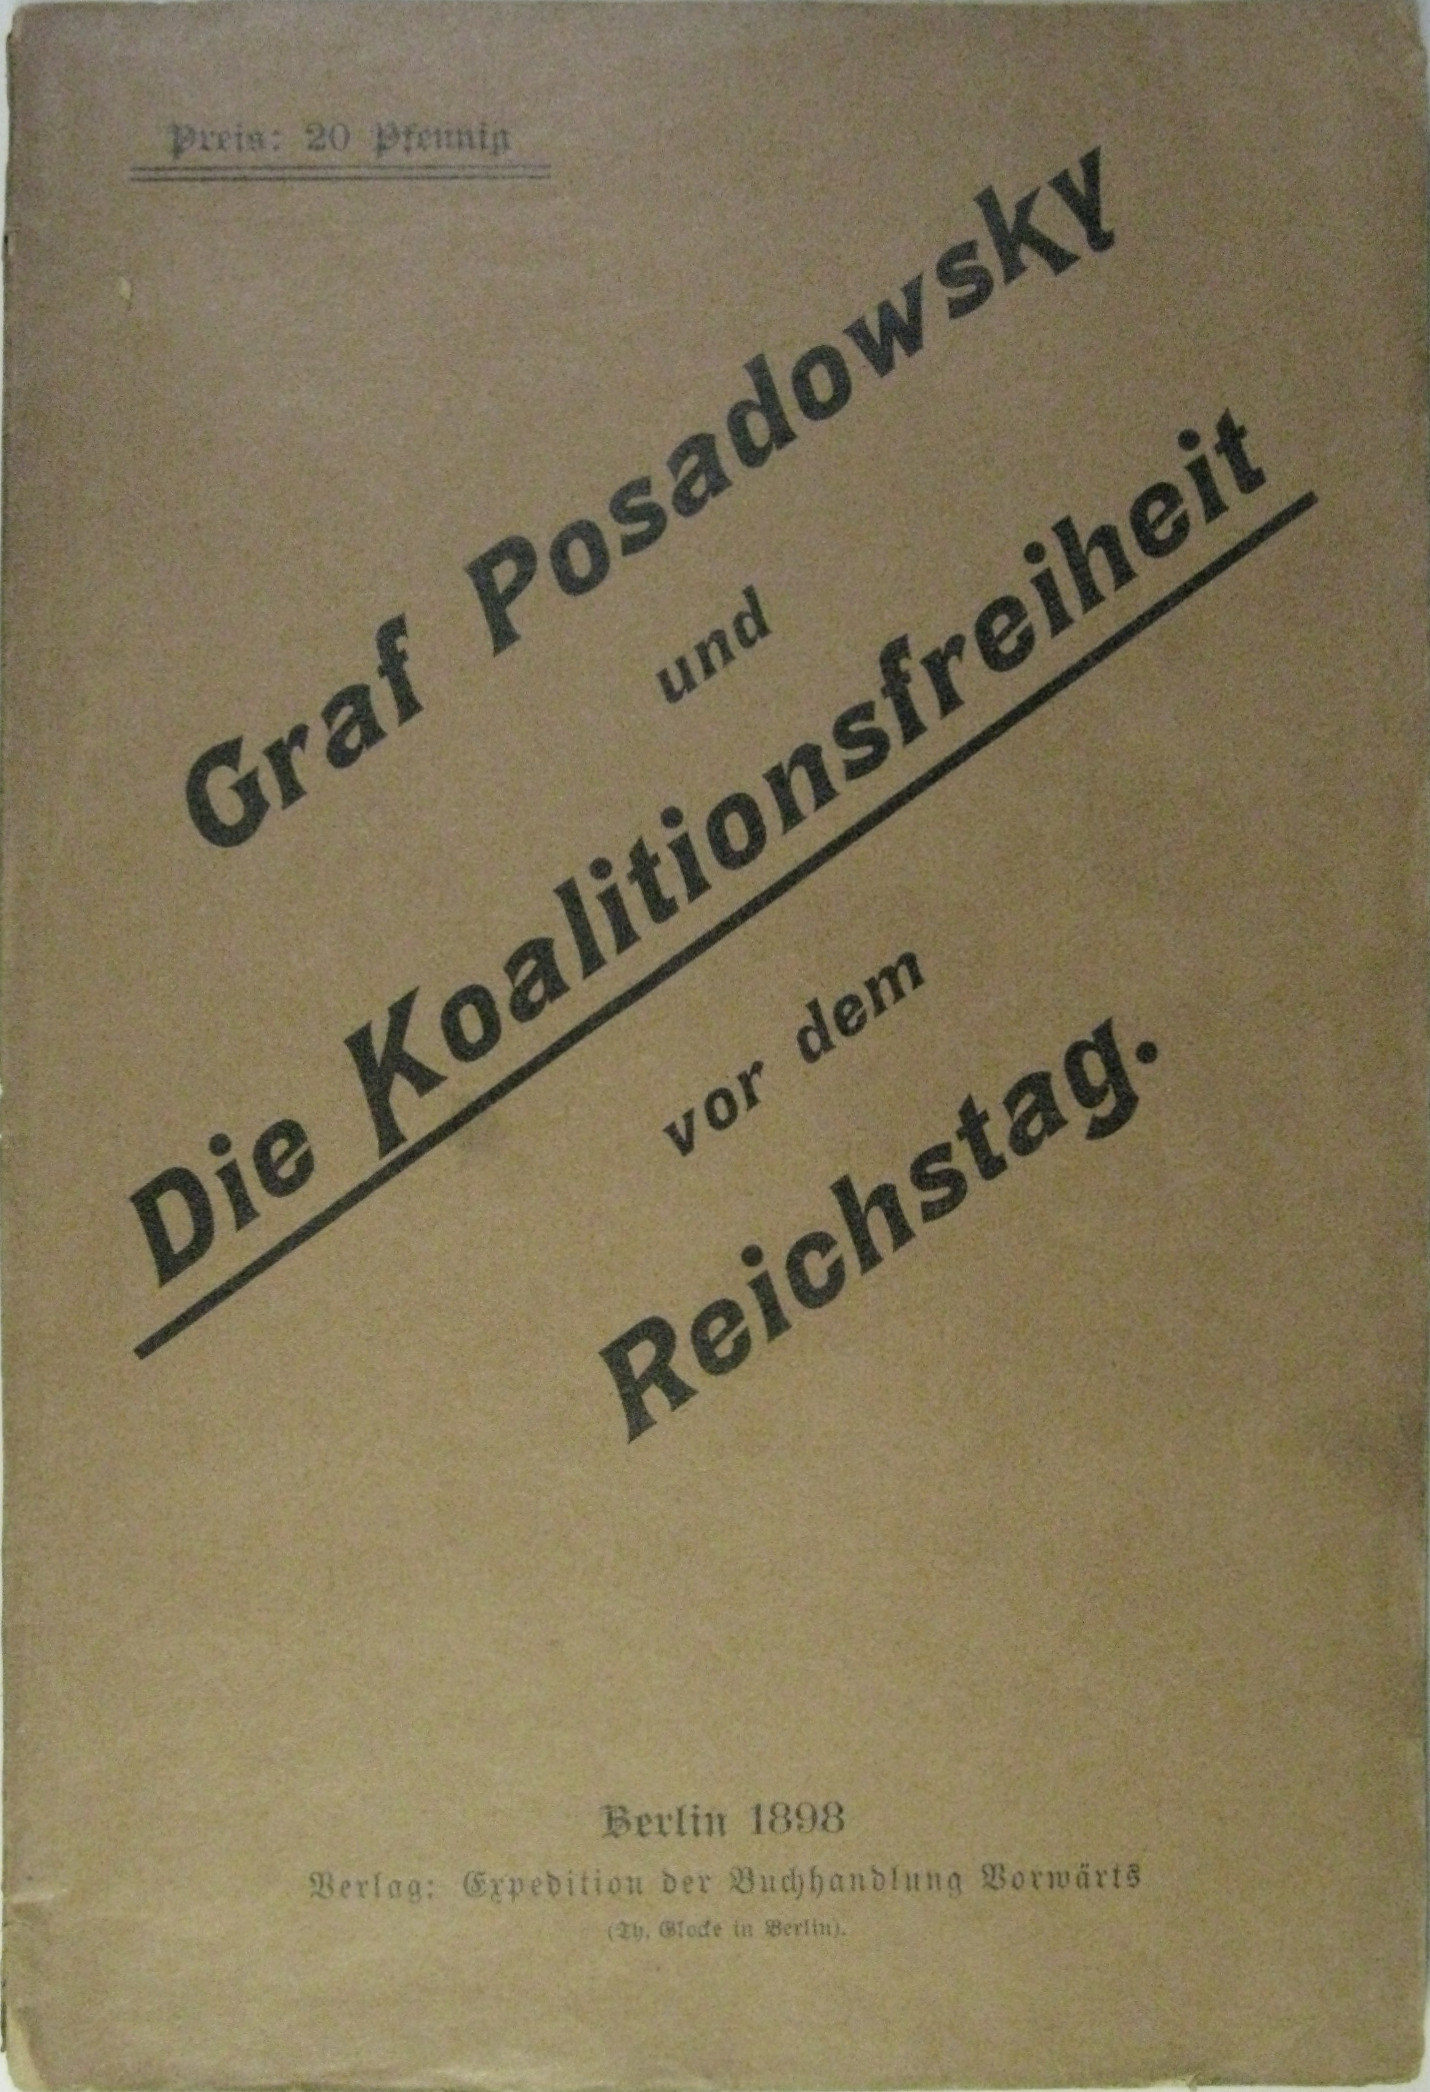 Preis: 20 Pfennig
Graf Posadowsky
und
Die Koalitionsfreiheit
vor dem
Reichstag.
Berlin 1898
Verlag: Expedition der Buchhandlung Vorwärts
(Th. Glocke in Berlin).